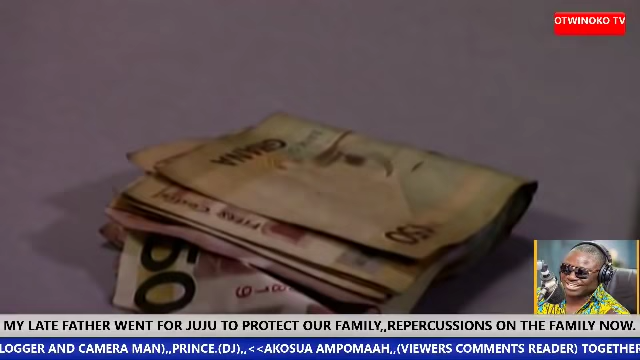 OTWINOKO TV
GHANA
50
50
MY LATE FATHER WENT FOR JUJU TO PROTECT OUR FAMILY,,REPERCUSSIONS ON THE FAMILY NOW.
LOGGER AND CAMERA MAN),,PRINCE.(DJ),, <<AKOSUA AMPOMAAH,,(VIEWERS COMMENTS READER) TOGETHER